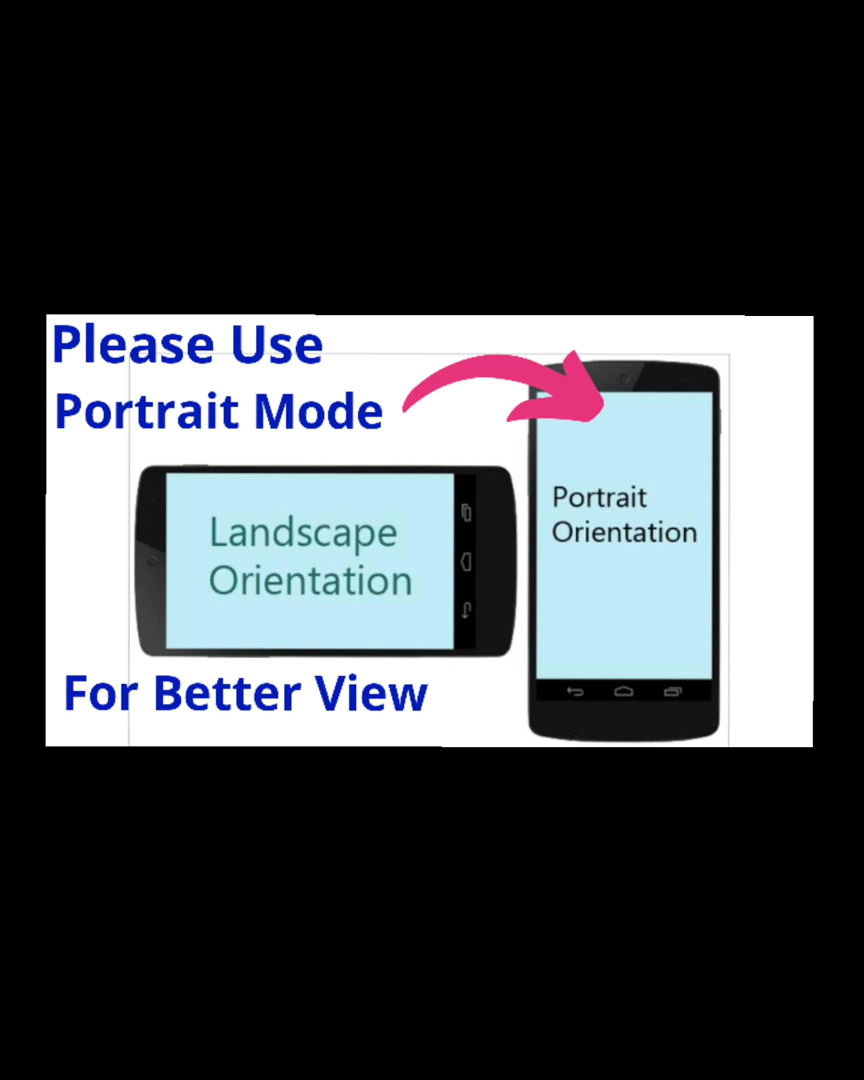 Please Use
Portrait Mode
Landscape
Orientation
Portrait
Orientation
For Better View